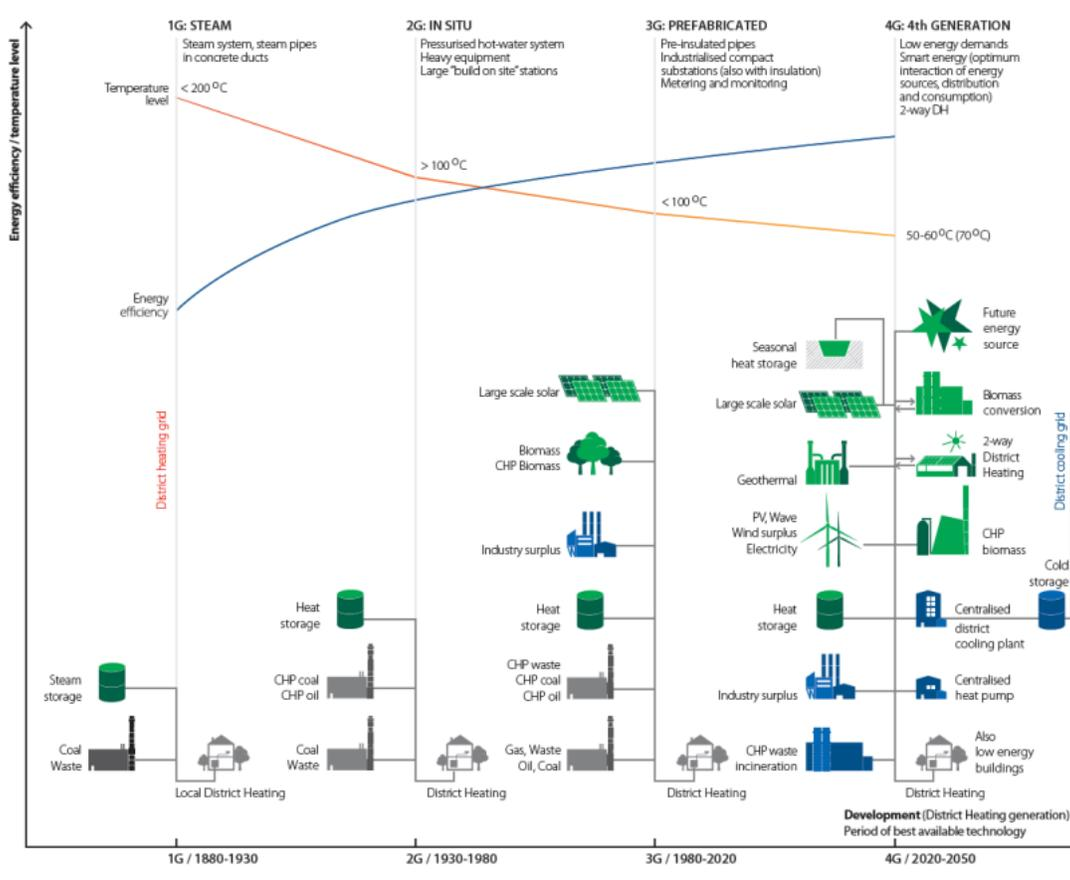 1G: STEAM
Steam system, steam pipes
in concrete ducts
2G: IN SITU
Pressurised hot-water system
Heavy equipment
Large "build on site" stations
3G: PREFABRICATED
Pre-insulated pipes
Industrialised compact
substations (also with insulation)
Metering and monitoring
4G: 4th GENERATION
Low energy demands
Smart energy (optimum
interaction of energy
sources, distribution
and consumption)
2-way DH
Energy efficiency / temperature level
Temperature
level
< 200 °C
> 100 °C
< 100 °C
50-60 °C (70°C)
Energy
efficiency
District heating grid
Steam
storage
Coal
Waste
Local District Heating
Heat
storage
CHP coal
CHP oil
Coal
Waste
District Heating
Large scale solar
Biomass
CHP Biomass
Industry surplus
Heat
storage
CHP waste
CHP coal
CHP oil
Gas, Waste
Oil, Coal
District Heating
Seasonal
heat storage
Large scale solar
Geothermal
PV, Wave
Wind surplus
Electricity
Heat
storage
Industry surplus
CHP waste
incineration
Future
energy
source
Biomass
conversion
2-way
District
Heating
CHP
biomass
Centralised
district
cooling plant
Cold
storage
Centralised
heat pump
Also
low energy
buildings
District Heating
District cooling grid
Development (District Heating generation)
Period of best available technology
1G / 1880-1930
2G / 1930-1980
3G / 1980-2020
4G / 2020-2050